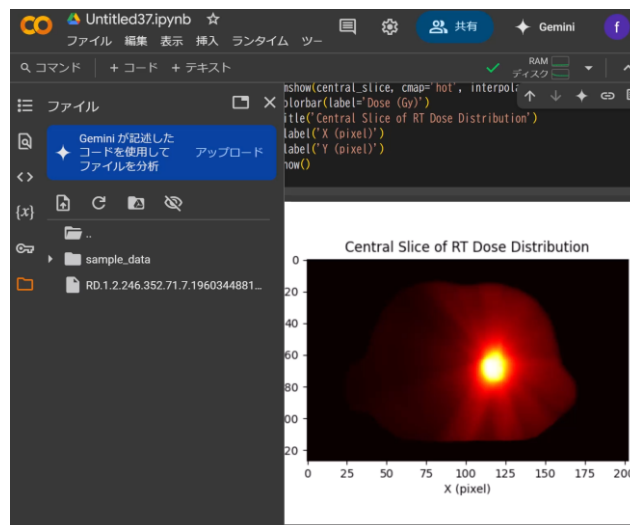 CO
Untitled37.ipynb
共有
Gemini
f
ファイル 編集 表示 挿入 ランタイム ツー
コマンド + コード + テキスト
RAM
ディスク
ファイル
Gemini が記述した
コードを使用して
ファイルを分析
アップロード
{x}
..
sample_data
RD.1.2.246.352.71.7.1960344881...
mshow(central_slice, cmap='hot', interpol
olorbar(label='Dose (Gy)')
itle('Central Slice of RT Dose Distribution')
label('X (pixel)')
label('Y (pixel)')
how()
Central Slice of RT Dose Distribution
0
20
40
60
80
00
20
0 25 50 75 100 125 150 175 200
X (pixel)